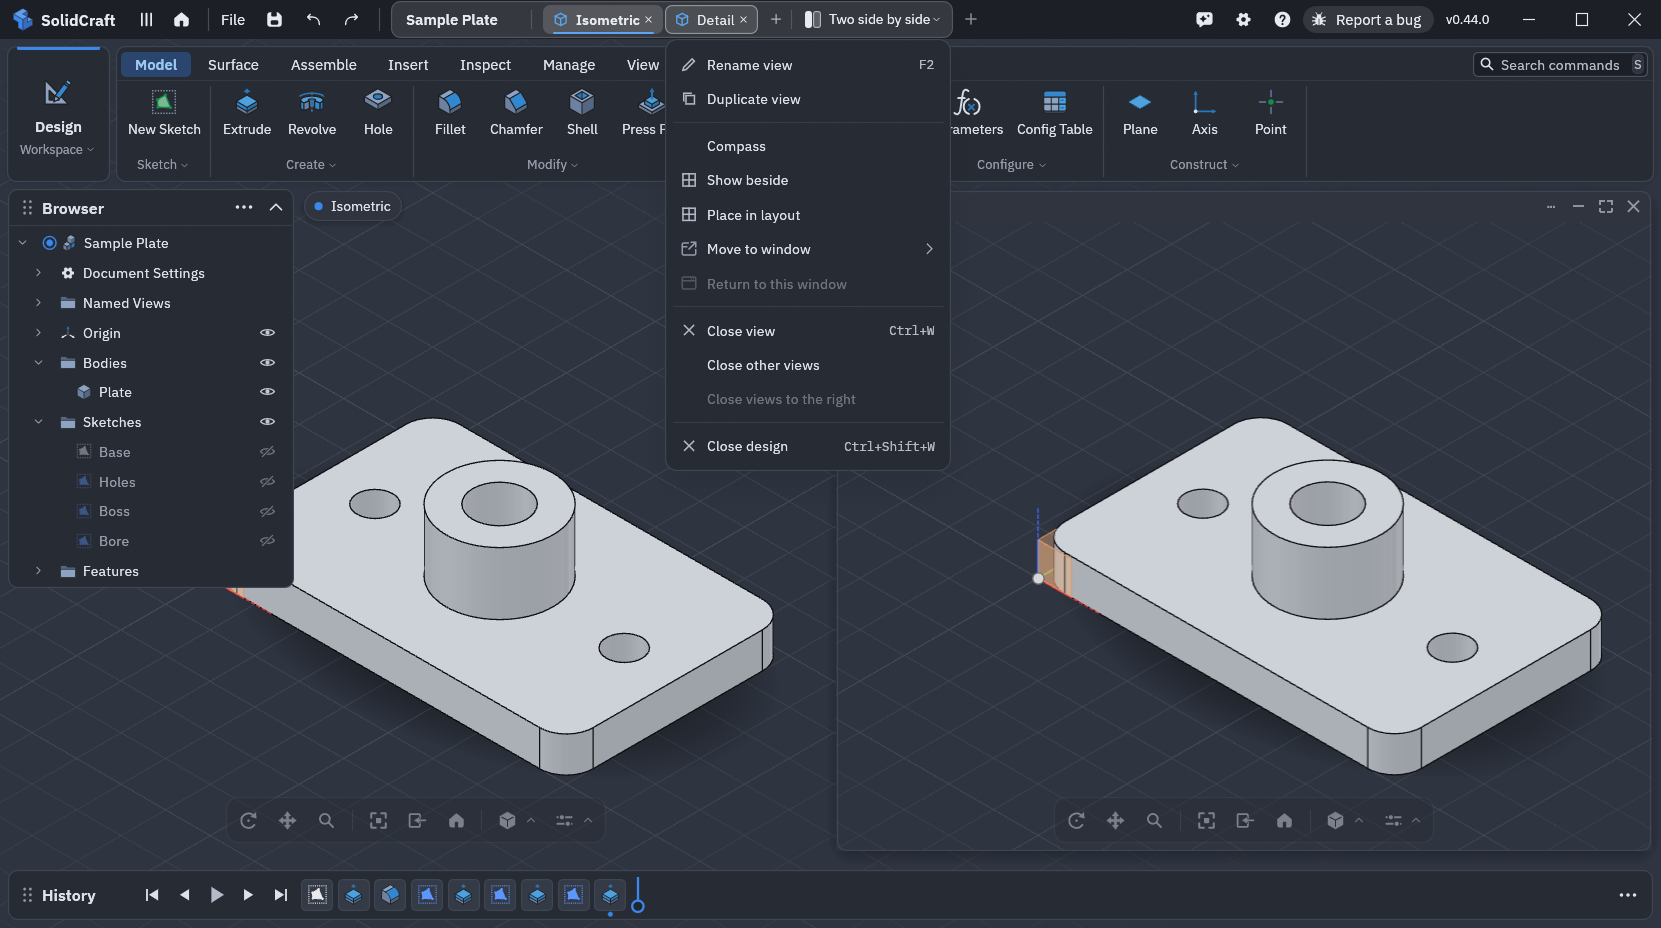 SolidCraft
File
Sample Plate
Isometric
Detail
Two side by side
Report a bug
v0.44.0
Design
Workspace
Model
Surface
Assemble
Insert
Inspect
Manage
View
Search commands
S
New Sketch
Extrude
Revolve
Hole
Fillet
Chamfer
Shell
Press P
rameters
Config Table
Plane
Axis
Point
Sketch
Create
Modify
Configure
Construct
Rename view F2
Duplicate view
Compass
Show beside
Place in layout
Move to window
Return to this window
Close view Ctrl+W
Close other views
Close views to the right
Close design Ctrl+Shift+W
Browser
Isometric
Sample Plate
Document Settings
Named Views
Origin
Bodies
Plate
Sketches
Base
Holes
Boss
Bore
Features
History